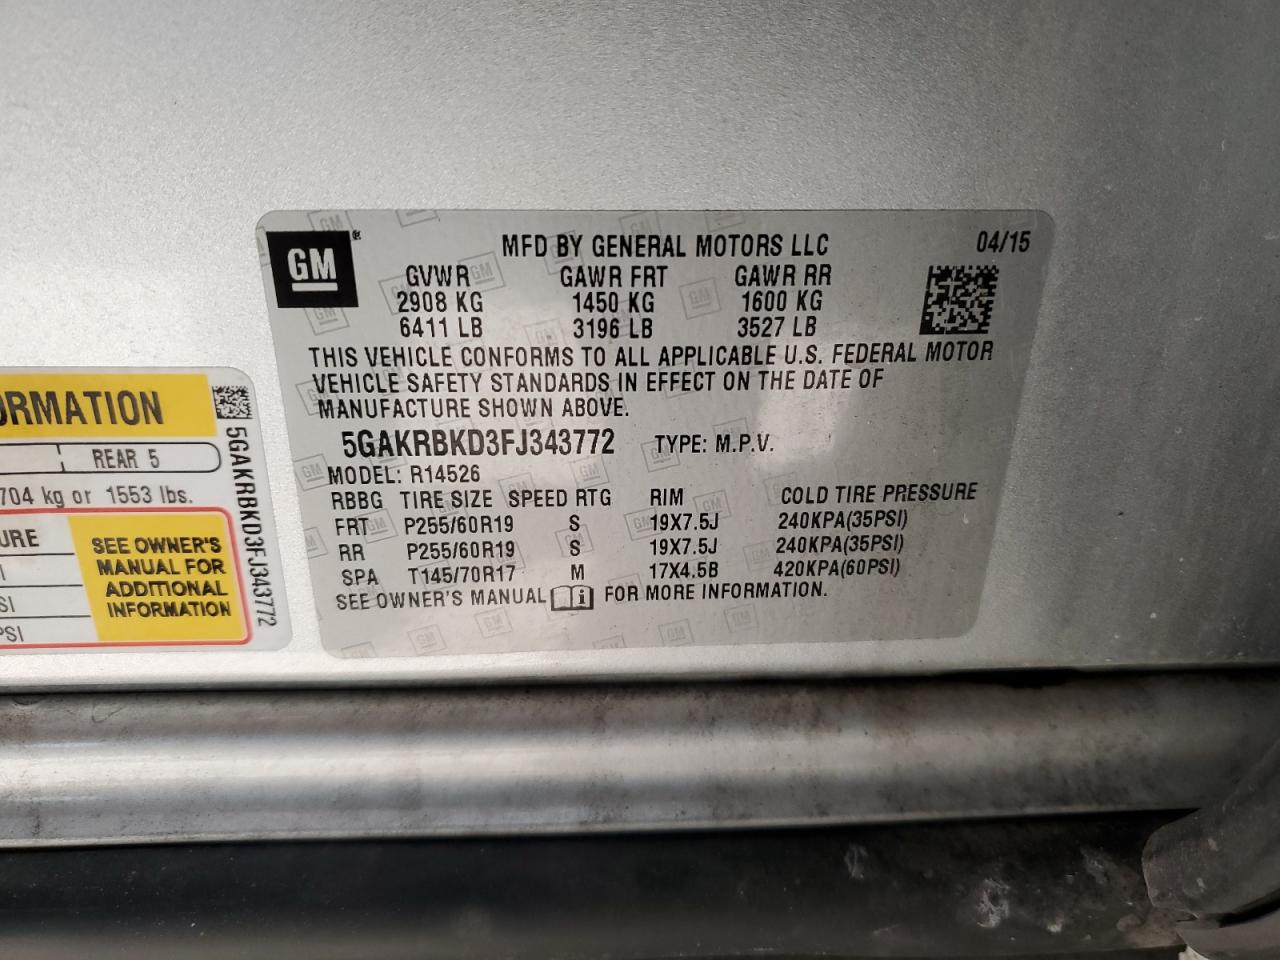 GM
MFD BY GENERAL MOTORS LLC 04/15
GVWR GAWR FRT GAWR RR
2908 KG 1450 KG 1600 KG
6411 LB 3196 LB 3527 LB
THIS VEHICLE CONFORMS TO ALL APPLICABLE U.S. FEDERAL MOTOR
VEHICLE SAFETY STANDARDS IN EFFECT ON THE DATE OF
MANUFACTURE SHOWN ABOVE.
5GAKRBKD3FJ343772 TYPE: M.P.V.
MODEL: R14526
RBBG TIRE SIZE SPEED RTG RIM COLD TIRE PRESSURE
FRT P255/60R19 S 19X7.5J 240KPA(35PSI)
RR P255/60R19 S 19X7.5J 240KPA(35PSI)
SPA T145/70R17 M 17X4.5B 420KPA(60PSI)
SEE OWNER'S MANUAL FOR MORE INFORMATION.
ORMATION
REAR 5
704 kg or 1553 lbs.
URE
SI
PSI
SEE OWNER'S
MANUAL FOR
ADDITIONAL
INFORMATION
5GAKRBKD3FJ343772